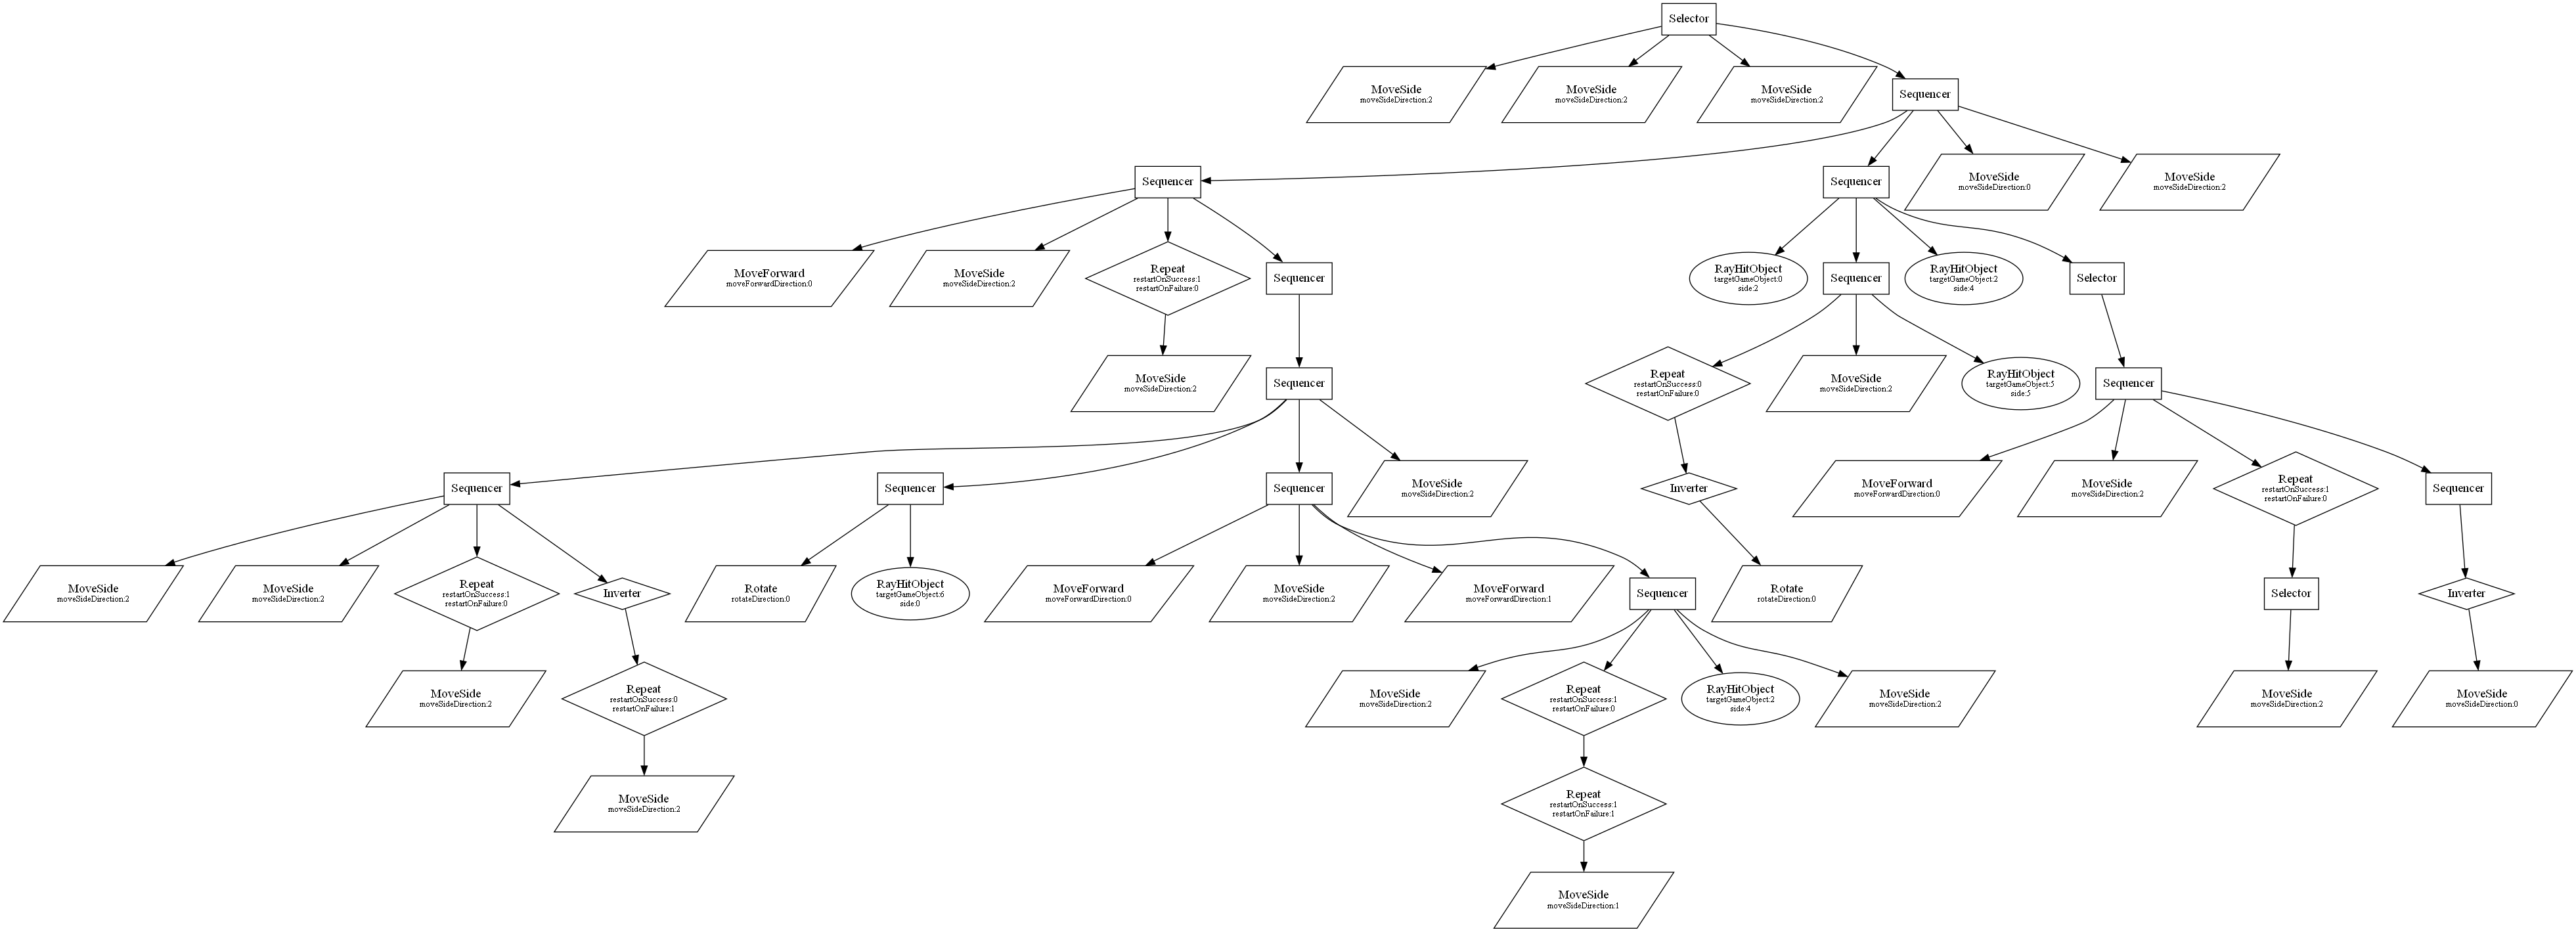 Selector
MoveSide
moveSideDirection:2
MoveSide
moveSideDirection:2
MoveSide
moveSideDirection:2
Sequencer
Sequencer
Sequencer
MoveSide
moveSideDirection:0
MoveSide
moveSideDirection:2
MoveForward
moveForwardDirection:0
MoveSide
moveSideDirection:2
Repeat
restartOnSuccess:1
restartOnFailure:0
Sequencer
RayHitObject
targetGameObject:0
side:2
Sequencer
RayHitObject
targetGameObject:2
side:4
Selector
MoveSide
moveSideDirection:2
Sequencer
Repeat
restartOnSuccess:0
restartOnFailure:0
MoveSide
moveSideDirection:2
RayHitObject
targetGameObject:5
side:5
Sequencer
Sequencer
Sequencer
Sequencer
MoveSide
moveSideDirection:2
Inverter
MoveForward
moveForwardDirection:0
MoveSide
moveSideDirection:2
Repeat
restartOnSuccess:1
restartOnFailure:0
Sequencer
MoveSide
moveSideDirection:2
MoveSide
moveSideDirection:2
Repeat
restartOnSuccess:1
restartOnFailure:0
Inverter
Rotate
rotateDirection:0
RayHitObject
targetGameObject:6
side:0
MoveForward
moveForwardDirection:0
MoveSide
moveSideDirection:2
MoveForward
moveForwardDirection:1
Sequencer
Rotate
rotateDirection:0
Selector
Inverter
MoveSide
moveSideDirection:2
Repeat
restartOnSuccess:0
restartOnFailure:1
MoveSide
moveSideDirection:2
Repeat
restartOnSuccess:1
restartOnFailure:0
RayHitObject
targetGameObject:2
side:4
MoveSide
moveSideDirection:2
MoveSide
moveSideDirection:2
MoveSide
moveSideDirection:0
MoveSide
moveSideDirection:2
Repeat
restartOnSuccess:1
restartOnFailure:1
MoveSide
moveSideDirection:1